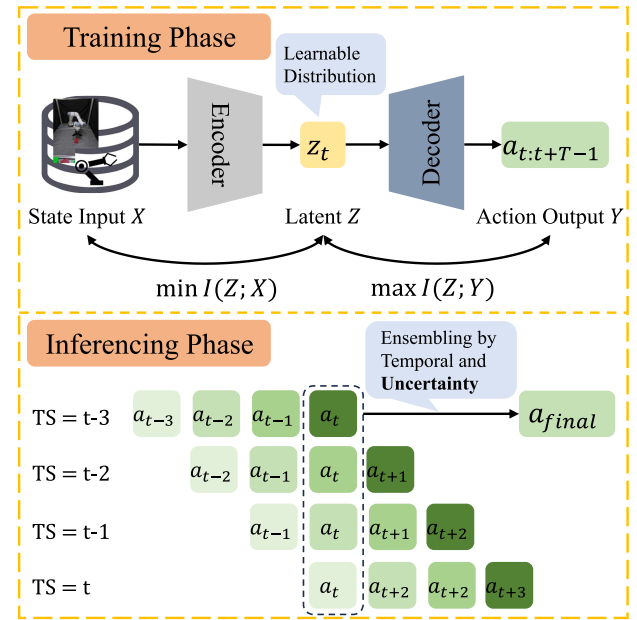 Training Phase
Learnable
Distribution
Encoder
z_t
Decoder
a_{t:t+T−1}
State Input X
Latent Z
Action Output Y
min I(Z; X)
max I(Z; Y)
Inferencing Phase
Ensembling by
Temporal and
Uncertainty
TS = t-3 a_{t−3} a_{t−2} a_{t−1} a_t a_{final}
TS = t-2 a_{t−2} a_{t−1} a_t a_{t+1}
TS = t-1 a_{t−1} a_t a_{t+1} a_{t+2}
TS = t a_t a_{t+2} a_{t+2} a_{t+3}